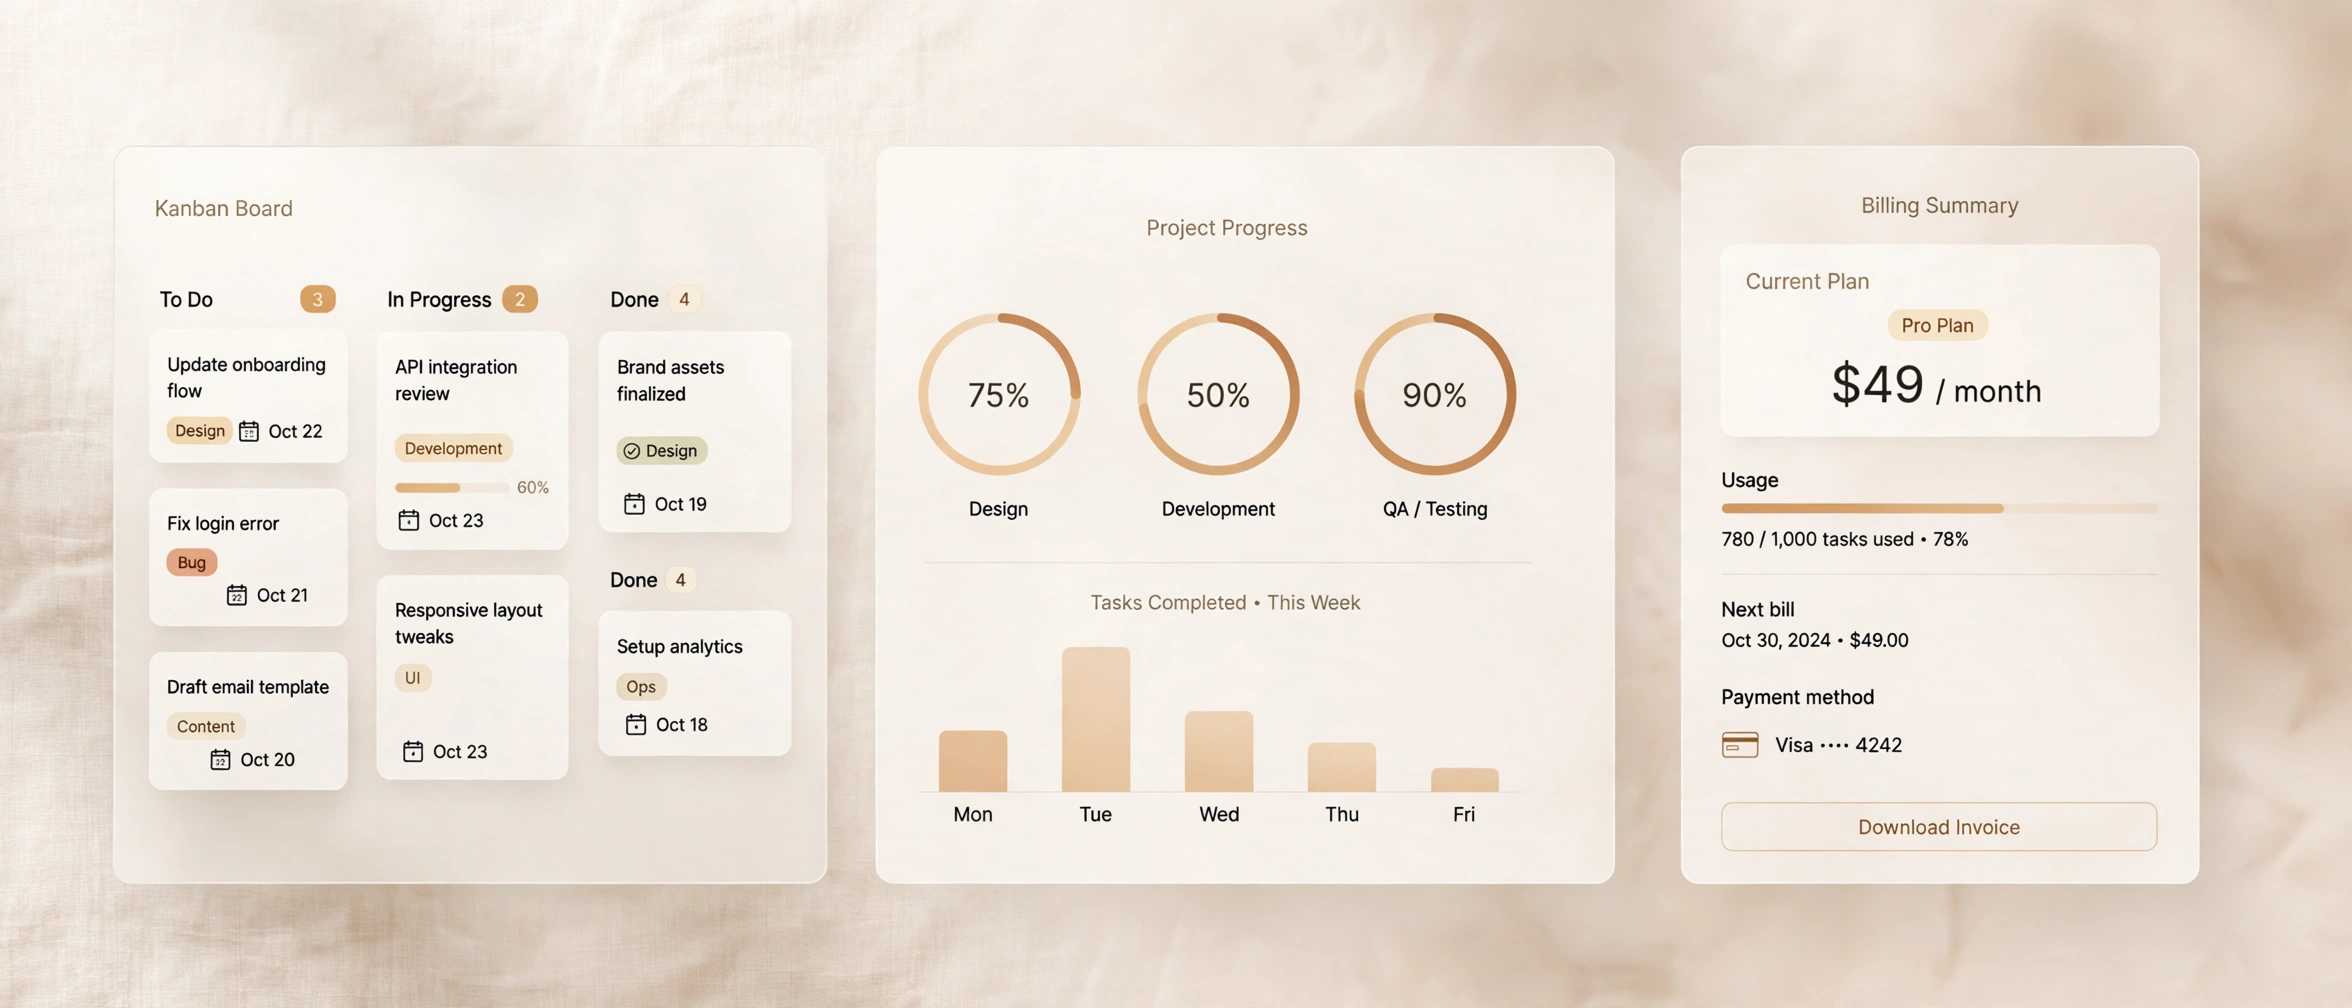 Kanban Board
To Do 3
Update onboarding
flow
Design Oct 22
Fix login error
Bug
Oct 21
Draft email template
Content
Oct 20
In Progress 2
API integration
review
Development
60%
Oct 23
Responsive layout
tweaks
UI
Oct 23
Done 4
Brand assets
finalized
Design
Oct 19
Done 4
Setup analytics
Ops
Oct 18
Project Progress
75%
Design
50%
Development
90%
QA / Testing
Tasks Completed • This Week
Mon Tue Wed Thu Fri
Billing Summary
Current Plan
Pro Plan
$49 / month
Usage
780 / 1,000 tasks used • 78%
Next bill
Oct 30, 2024 • $49.00
Payment method
Visa •••• 4242
Download Invoice